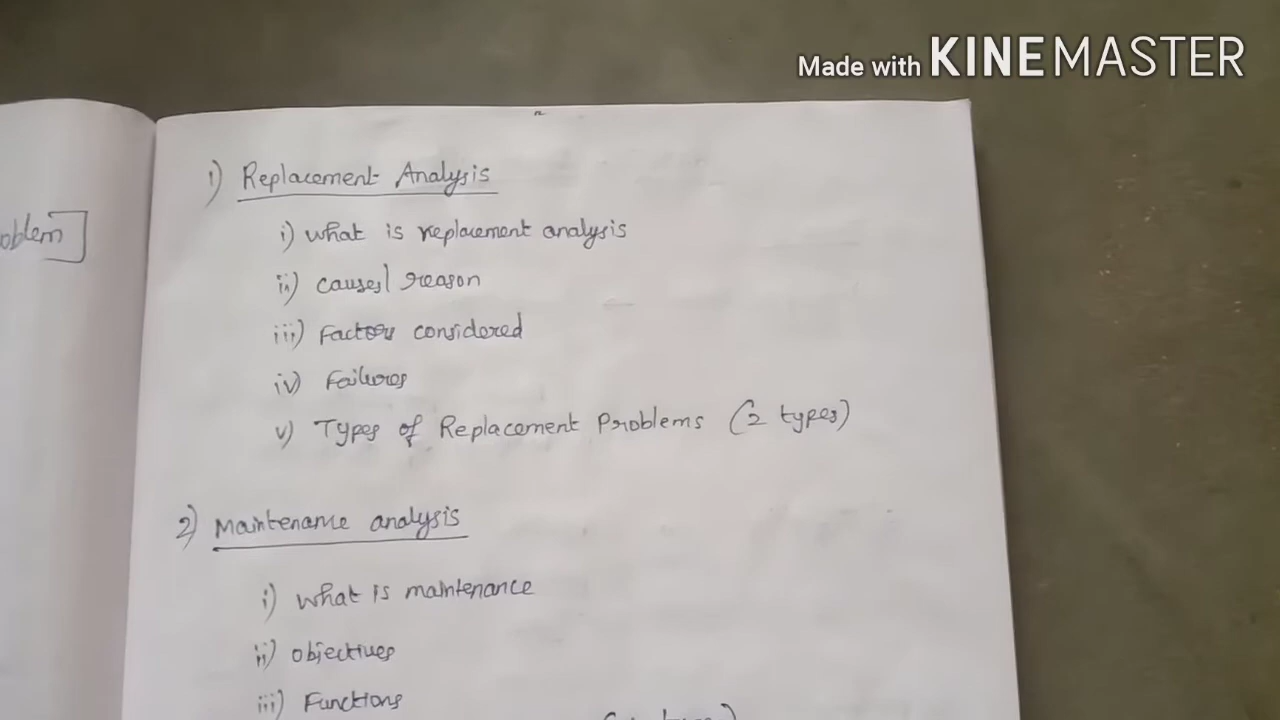 Made with KINEMASTER
oblem
1) Replacement Analysis
i) what is replacement analysis
ii) causes/ reason
iii) Factors considered
iv) Failures
v) Types of Replacement Problems (2 types)
2) Maintenance analysis
i) what is maintenance
ii) objectives
iii) Functions